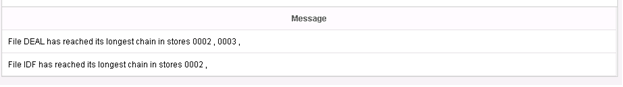 Message
File DEAL has reached its longest chain in stores 0002 , 0003 ,
File IDF has reached its longest chain in stores 0002 ,